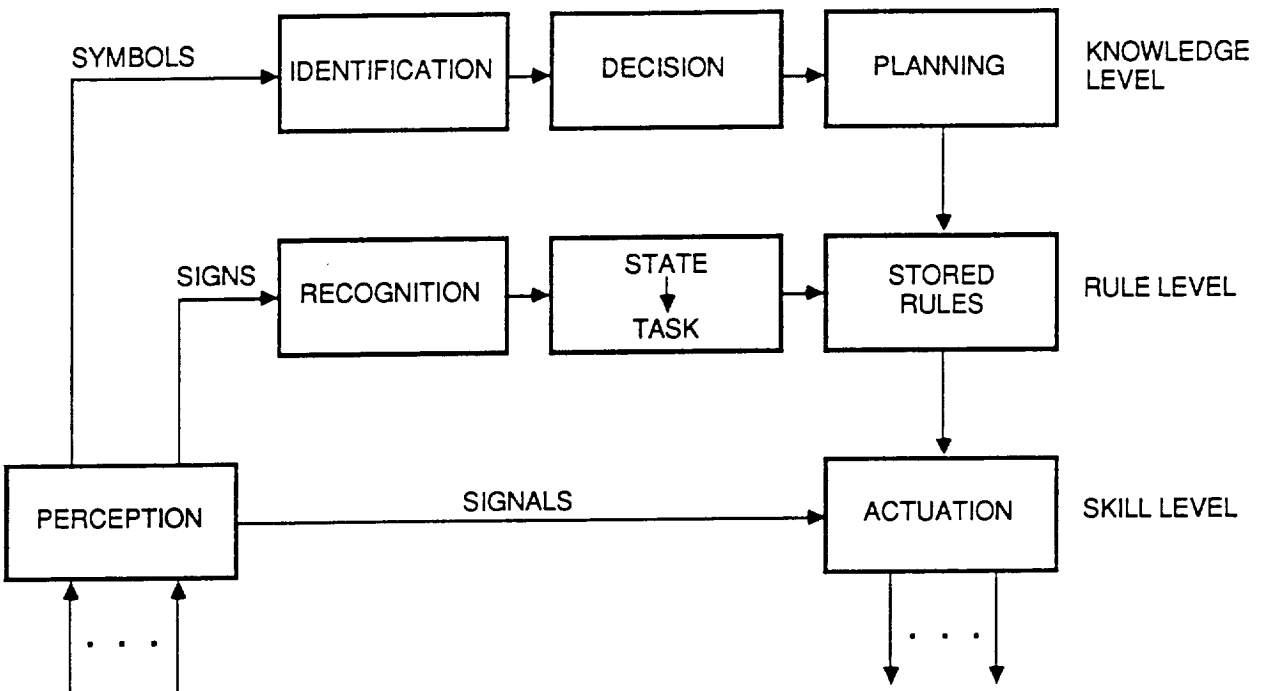 SYMBOLS
IDENTIFICATION
DECISION
PLANNING
KNOWLEDGE
LEVEL
SIGNS
RECOGNITION
STATE
TASK
STORED
RULES
RULE LEVEL
PERCEPTION
SIGNALS
ACTUATION
SKILL LEVEL